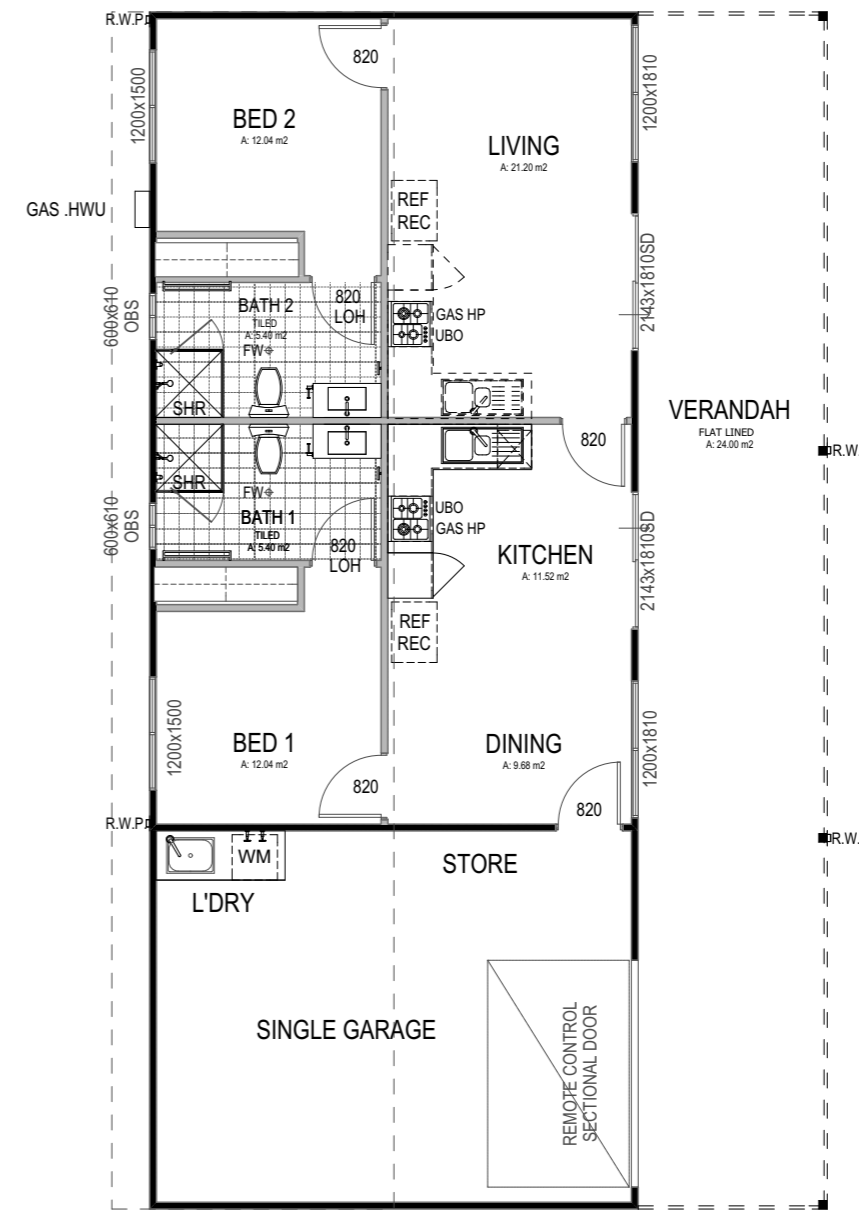 R.W.P
820
1200x1500
BED 2
A: 12.04 m2
1200x1810
LIVING
A: 21.20 m2
GAS .HWU
REF
REC
600x610
OBS
BATH 2
TILED
A: 5.40 m2
FW
820
LOH
GAS HP
UBO
2143x1810SD
SHR
VERANDAH
FLAT LINED
A: 24.00 m2
820
R.W.
SHR
FW
BATH 1
TILED
A: 5.40 m2
600x610
OBS
820
LOH
UBO
GAS HP
KITCHEN
A: 11.52 m2
2143x1810SD
REF
REC
1200x1500
BED 1
A: 12.04 m2
DINING
A: 9.68 m2
1200x1810
820
820
R.W.P
R.W.
WM
STORE
L'DRY
SINGLE GARAGE
REMOTE CONTROL
SECTIONAL DOOR